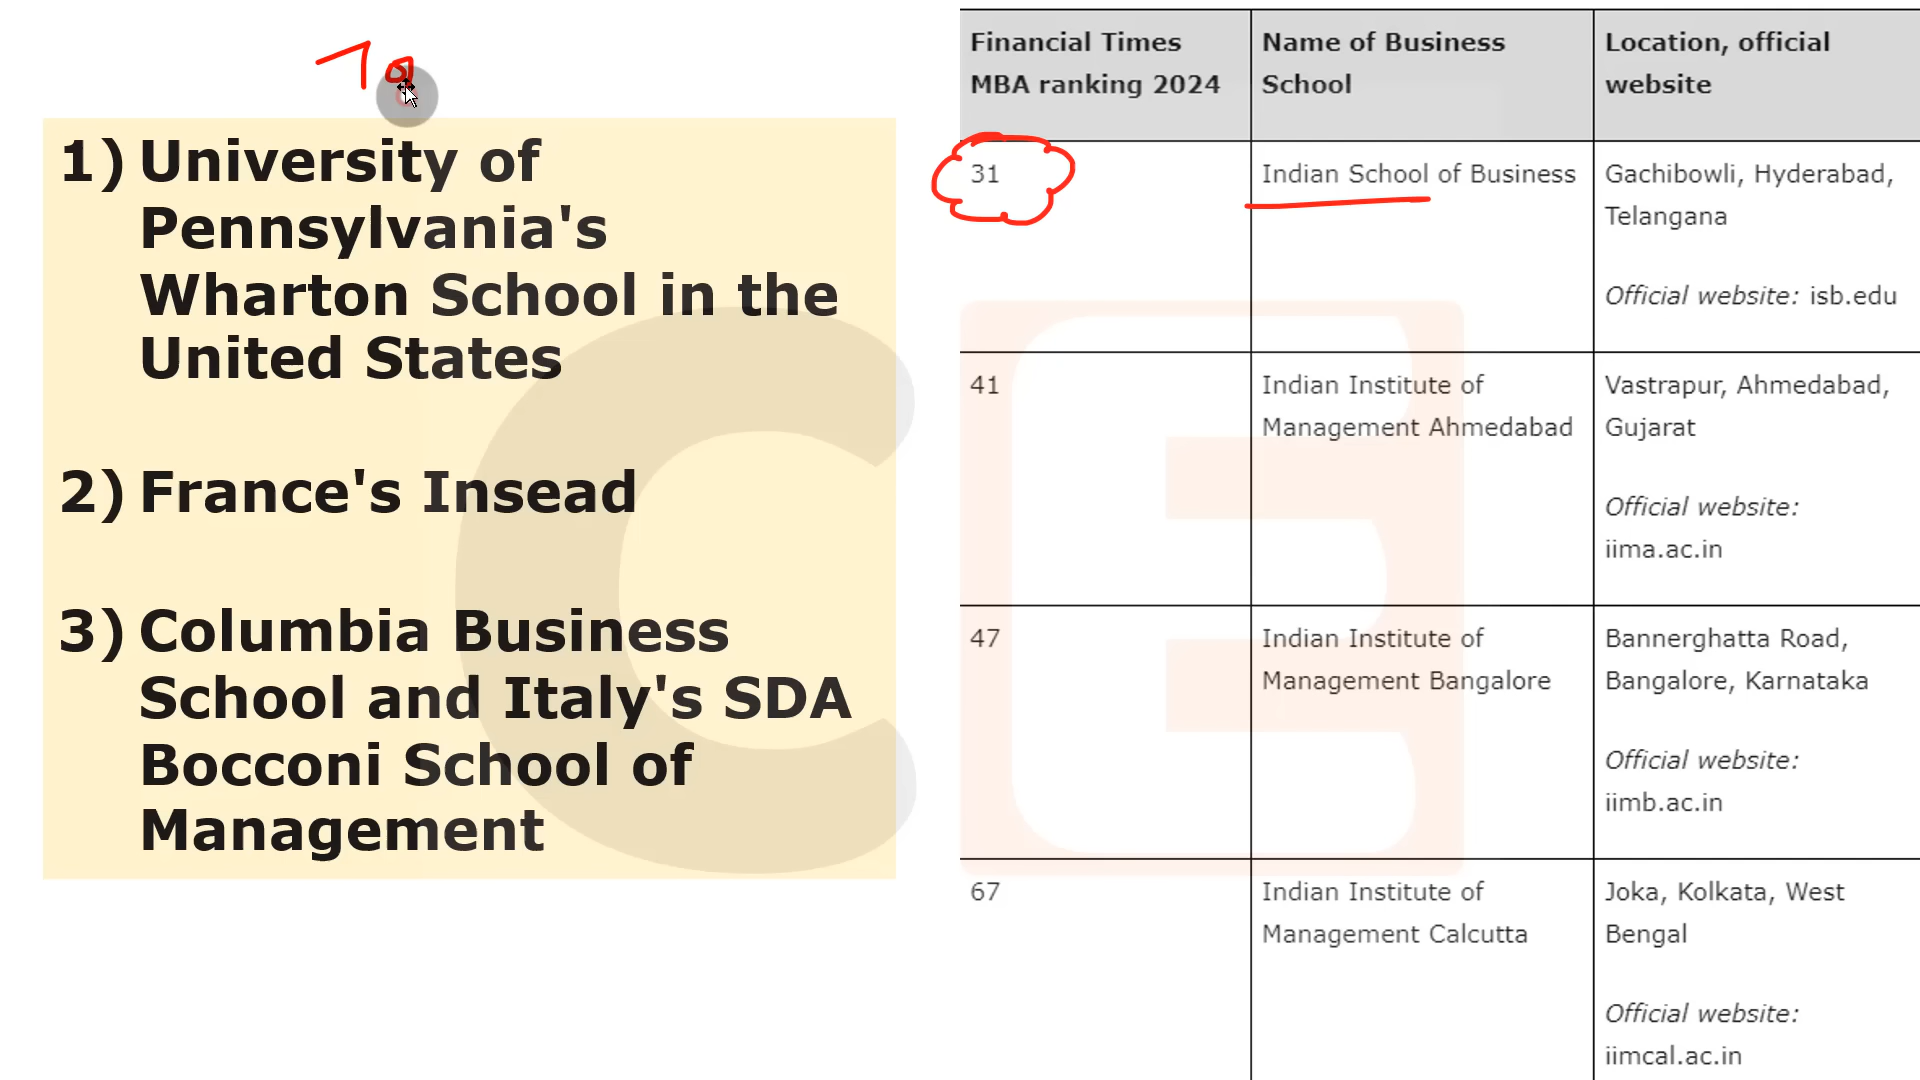 1) University of
Pennsylvania's
Wharton School in the
United States
2) France's Insead
3) Columbia Business
School and Italy's SDA
Bocconi School of
Management
Financial Times
MBA ranking 2024
Name of Business
School
Location, official
website
31
Indian School of Business
Gachibowli, Hyderabad,
Telangana
Official website: isb.edu
41
Indian Institute of
Management Ahmedabad
Vastrapur, Ahmedabad,
Gujarat
Official website:
iima.ac.in
47
Indian Institute of
Management Bangalore
Bannerghatta Road,
Bangalore, Karnataka
Official website:
iimb.ac.in
67
Indian Institute of
Management Calcutta
Joka, Kolkata, West
Bengal
Official website:
iimcal.ac.in
CE